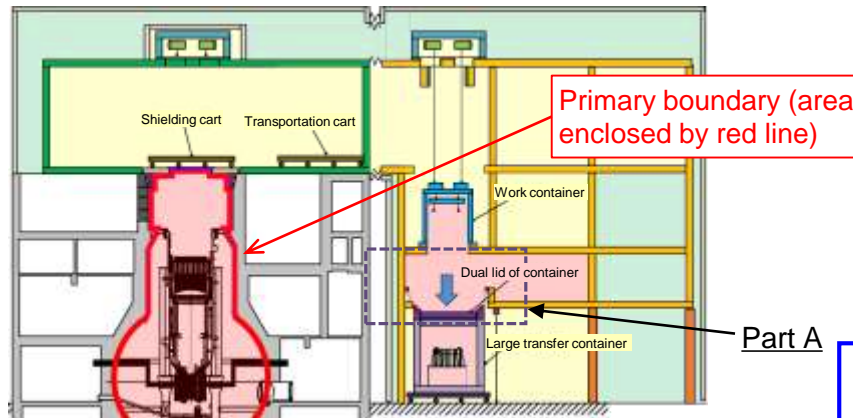 Primary boundary (area
enclosed by red line)
Shielding cart
Transportation cart
Work container
Dual lid of container
Large transfer container
Part A